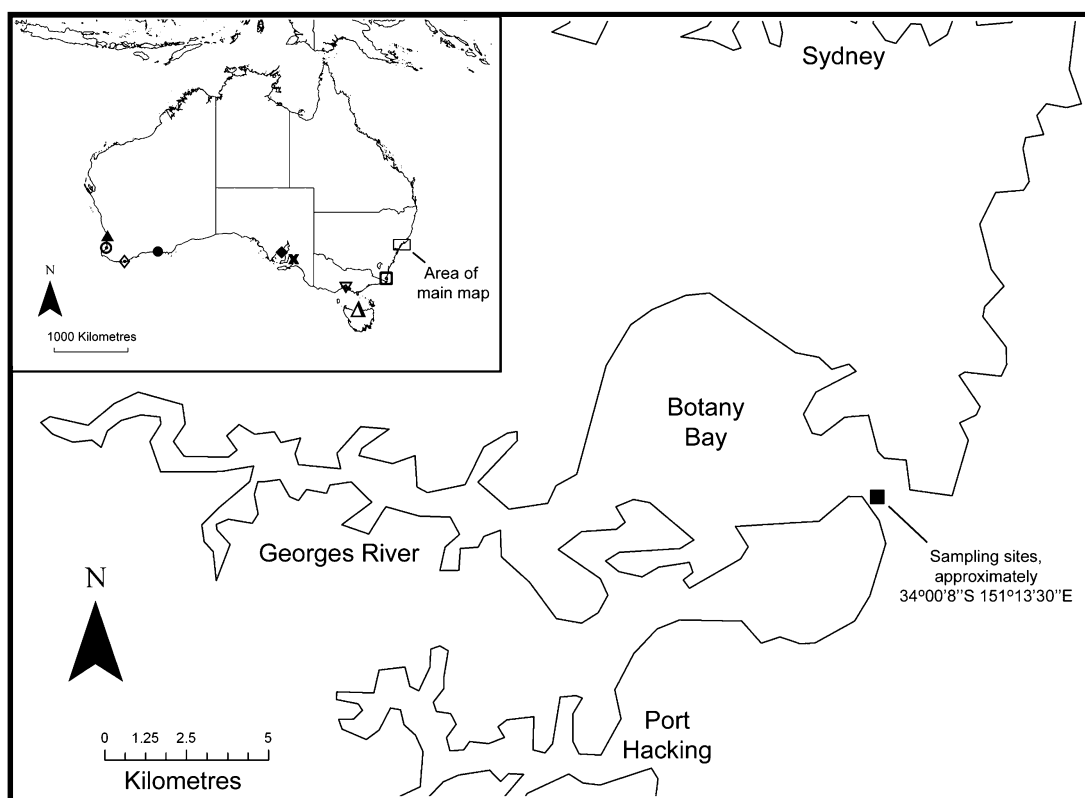 Sydney
N
1000 Kilometres
Area of
main map
Botany
Bay
Georges River
Sampling sites,
approximately
34º00’8’’S 151º13’30’’E
N
Port
Hacking
0 1.25 2.5 5
Kilometres